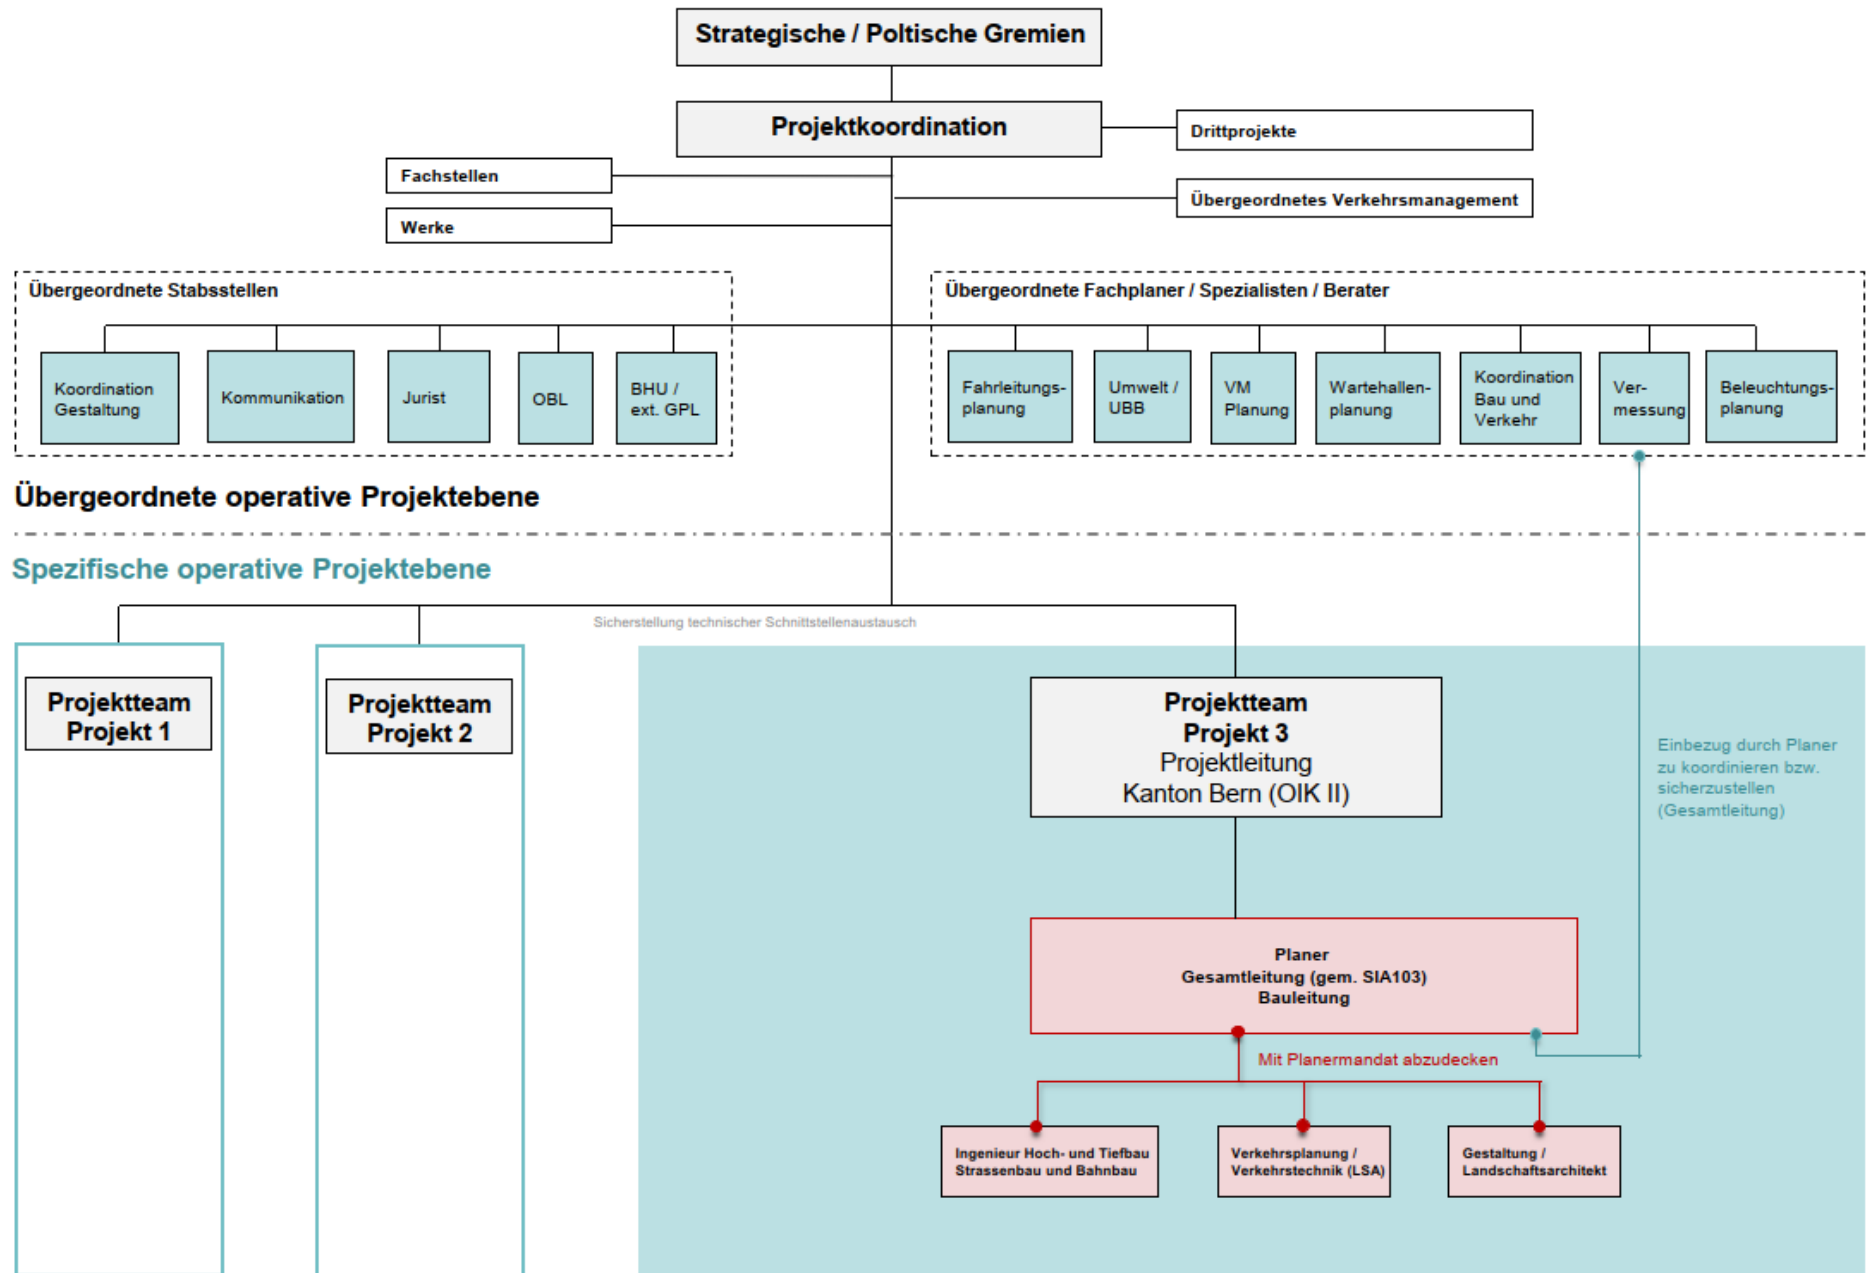 Strategische / Poltische Gremien
Projektkoordination
Drittprojekte
Fachstellen
Übergeordnetes Verkehrsmanagement
Werke
Übergeordnete Stabsstellen
Koordination
Gestaltung
Kommunikation
Jurist
OBL
BHU /
ext. GPL
Übergeordnete Fachplaner / Spezialisten / Berater
Fahrleitungs-
planung
Umwelt /
UBB
VM
Planung
Wartehallen-
planung
Koordination
Bau und
Verkehr
Ver-
messung
Beleuchtungs-
planung
Übergeordnete operative Projektebene
Spezifische operative Projektebene
Sicherstellung technischer Schnittstellenaustausch
Projektteam
Projekt 1
Projektteam
Projekt 2
Projektteam
Projekt 3
Projektleitung
Kanton Bern (OIK II)
Einbezug durch Planer
zu koordinieren bzw.
sicherzustellen
(Gesamtleitung)
Planer
Gesamtleitung (gem. SIA103)
Bauleitung
Mit Planermandat abzudecken
Ingenieur Hoch- und Tiefbau
Strassenbau und Bahnbau
Verkehrsplanung /
Verkehrstechnik (LSA)
Gestaltung /
Landschaftsarchitekt